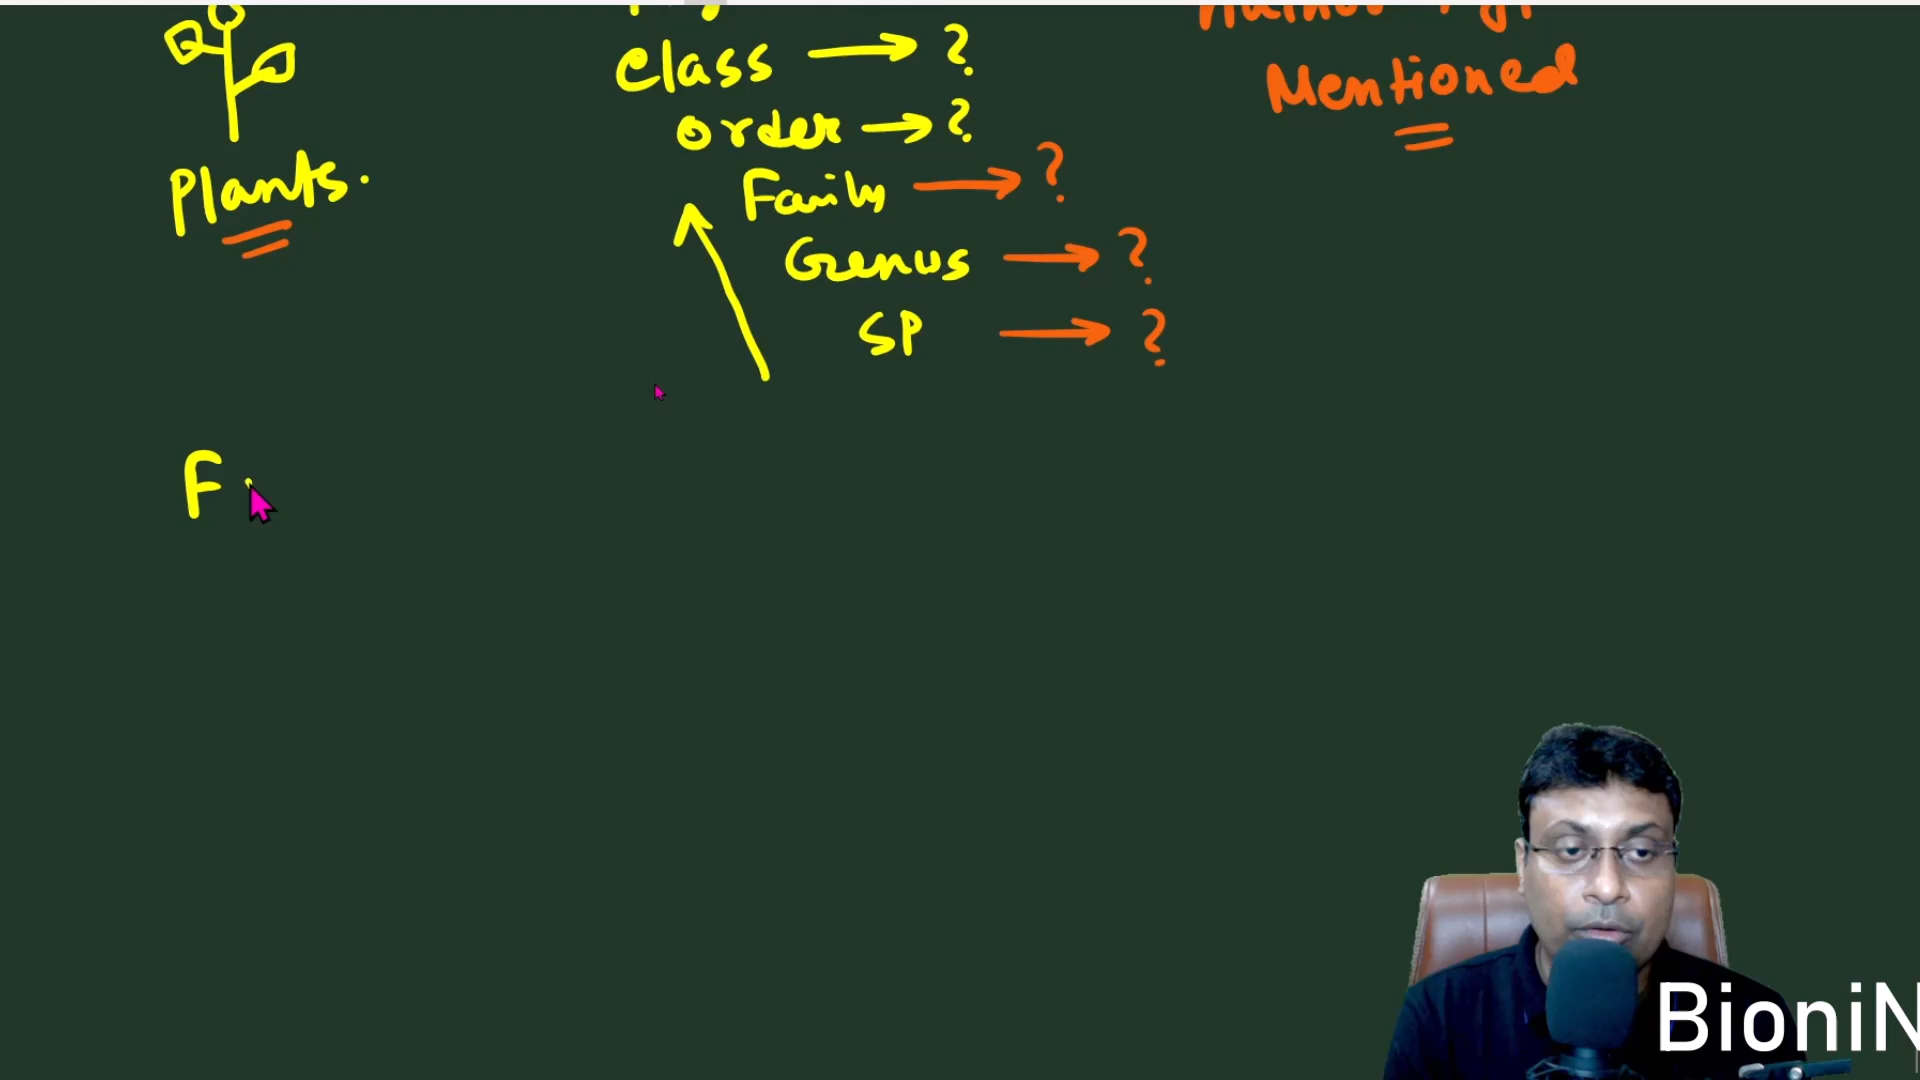 Class → ?
order → ?
Plants.
Family → ?
Genus → ?
SP → ?
Mentioned
F
BioniN